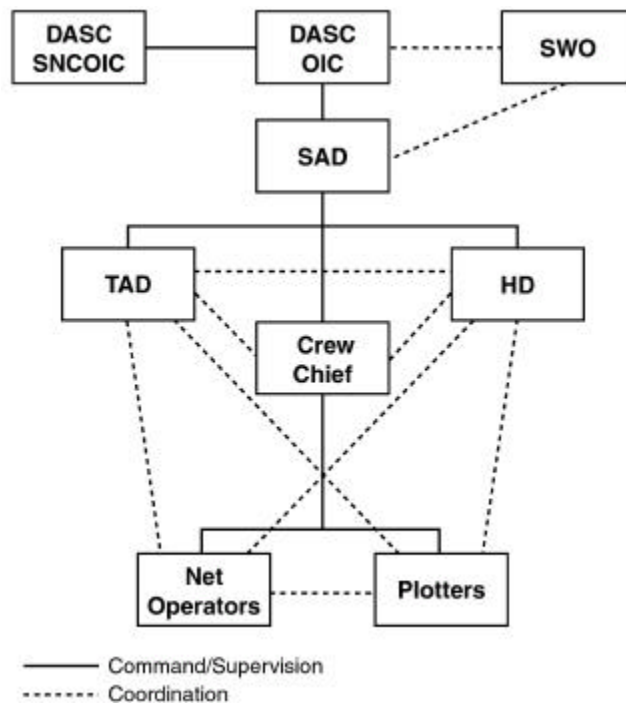 DASC
SNCOIC
DASC
OIC
SWO
SAD
TAD
HD
Crew
Chief
Net
Operators
Plotters
Command/Supervision
Coordination